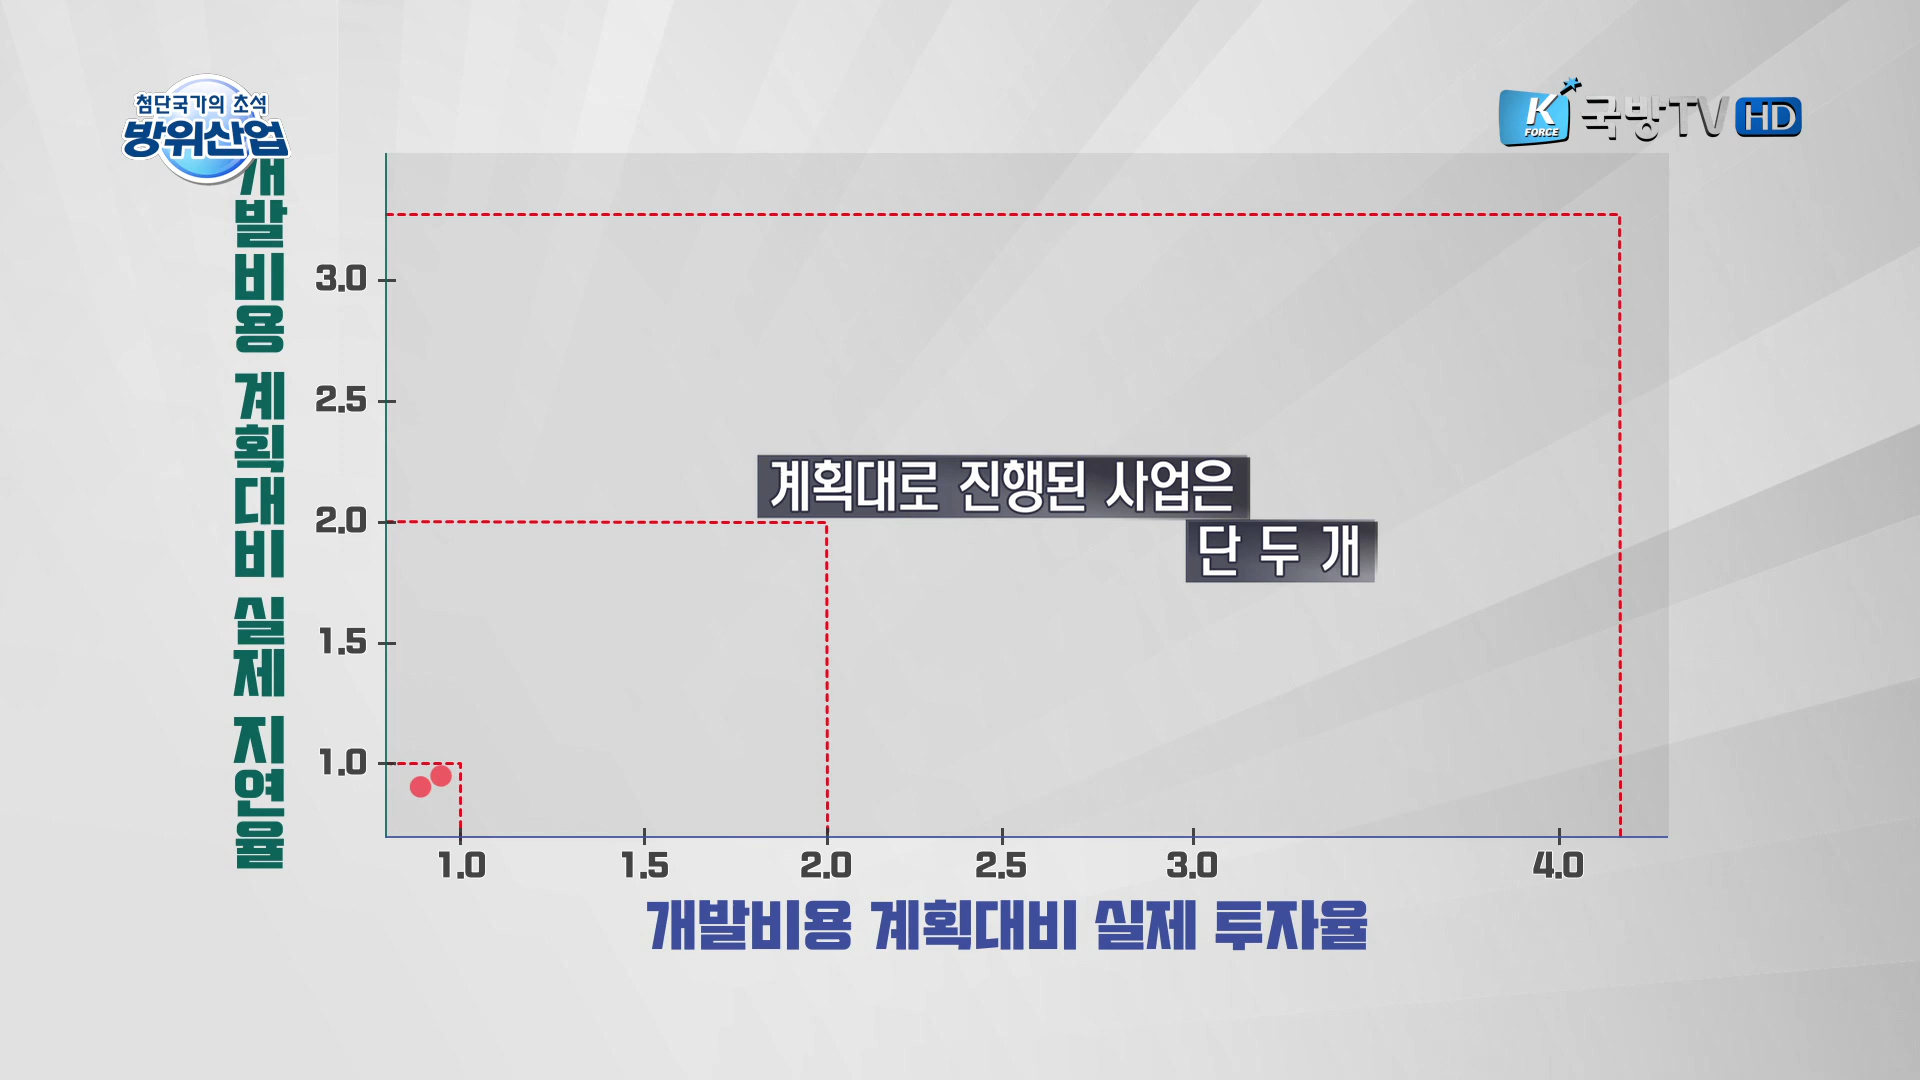 첨단국가의 초석
방위산업
K
FORCE
국방TV HD
개발비용 계획대비 실제 지연율
3.0
2.5
2.0
1.5
1.0
계획대로 진행된 사업은
단 두 개
1.0 1.5 2.0 2.5 3.0 4.0
개발비용 계획대비 실제 투자율